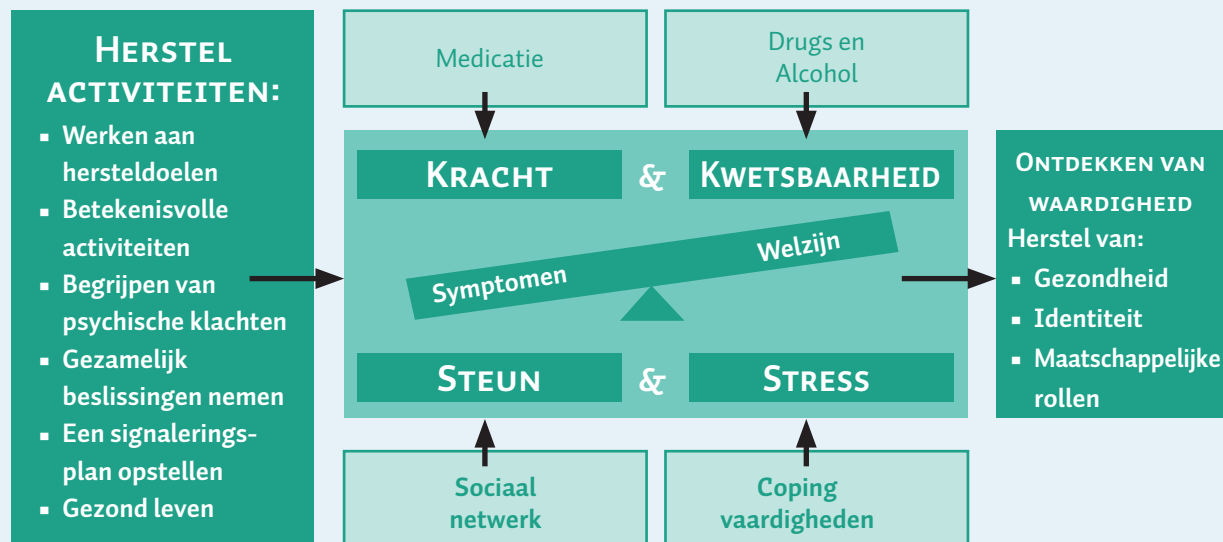 Herstel
activiteiten:
▪ Werken aan
hersteldoelen
▪ Betekenisvolle
activiteiten
▪ Begrijpen van
psychische klachten
▪ Gezamelijk
beslissingen nemen
▪ Een signalerings-
plan opstellen
▪ Gezond leven
Medicatie
Drugs en
Alcohol
Kracht & Kwetsbaarheid
Symptomen Welzijn
Steun & Stress
Sociaal
netwerk
Coping
vaardigheden
Ontdekken van
waardigheid
Herstel van:
▪ Gezondheid
▪ Identiteit
▪ Maatschappelijke
rollen